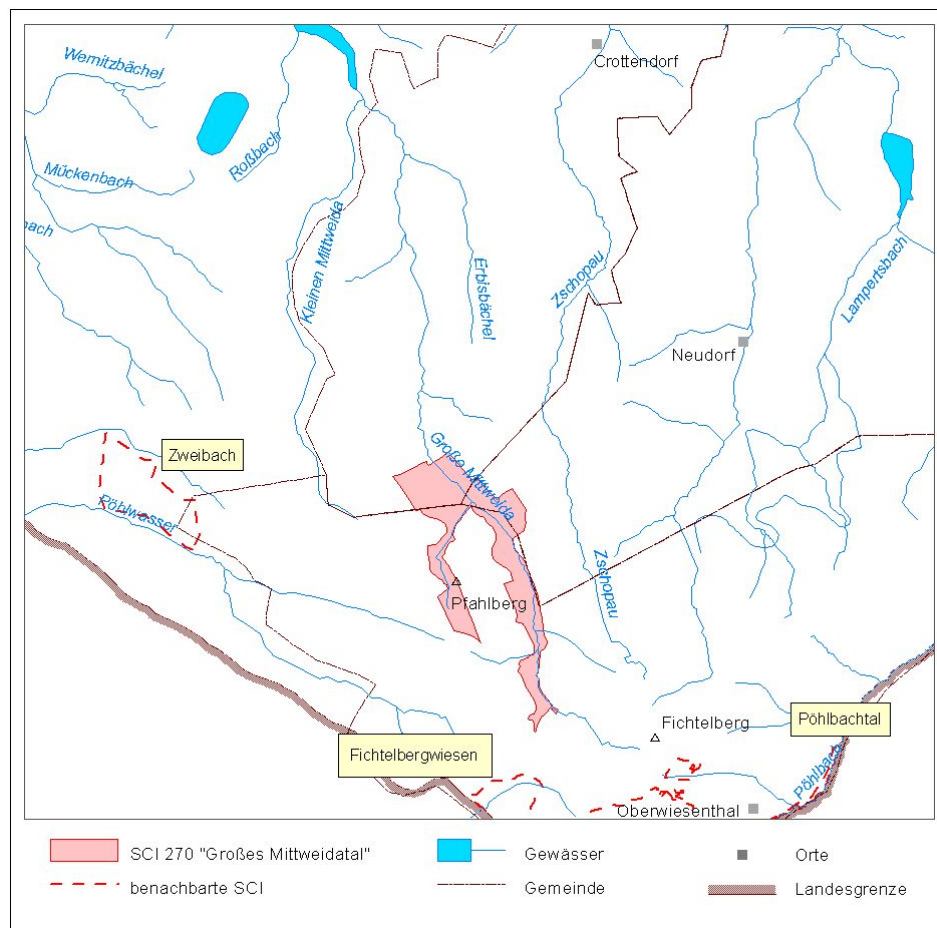 Crottendorf
Wernitzbächel
Roßbach
Mückenbach
ach
Kleinen Mittweida
Erbisbächel
Zschopau
Lampertsbach
Neudorf
Große Mittweida
Zweibach
Pöhlwasser
Zschopau
Pfahlberg
Fichtelberg
Pöhlbachtal
Fichtelbergwiesen
Pöhlbach
Oberwiesenthal
SCI 270 "Großes Mittweidatal"
Gewässer
Orte
benachbarte SCI
Gemeinde
Landesgrenze